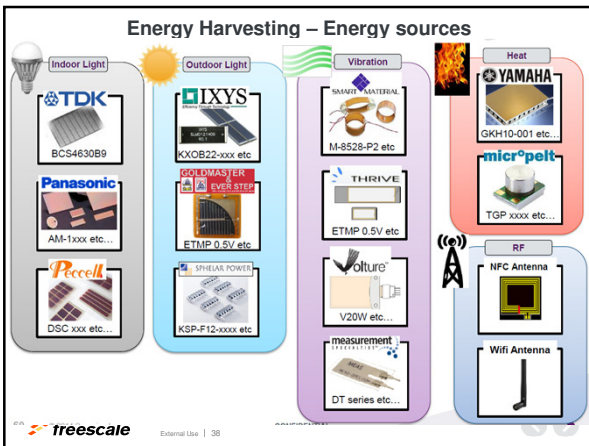 Energy Harvesting – Energy sources
Indoor Light
TDK
BCS4630B9
Panasonic
AM-1xxx etc...
Peccell
DSC xxx etc...
Outdoor Light
IXYS
KXOB22-xxx etc
GOLDMASTER
&
EVER STEP
ETMP 0.5V etc
SPHELAR POWER
KSP-F12-xxxx etc
Vibration
SMART MATERIAL
M-8528-P2 etc
THRIVE
ETMP 0.5V etc
Volture™
V20W etc...
measurement
SPECIALTIES
DT series etc...
Heat
YAMAHA
GKH10-001 etc...
micropelt
TGP xxxx etc...
RF
NFC Antenna
Wifi Antenna
freescale
External Use | 38